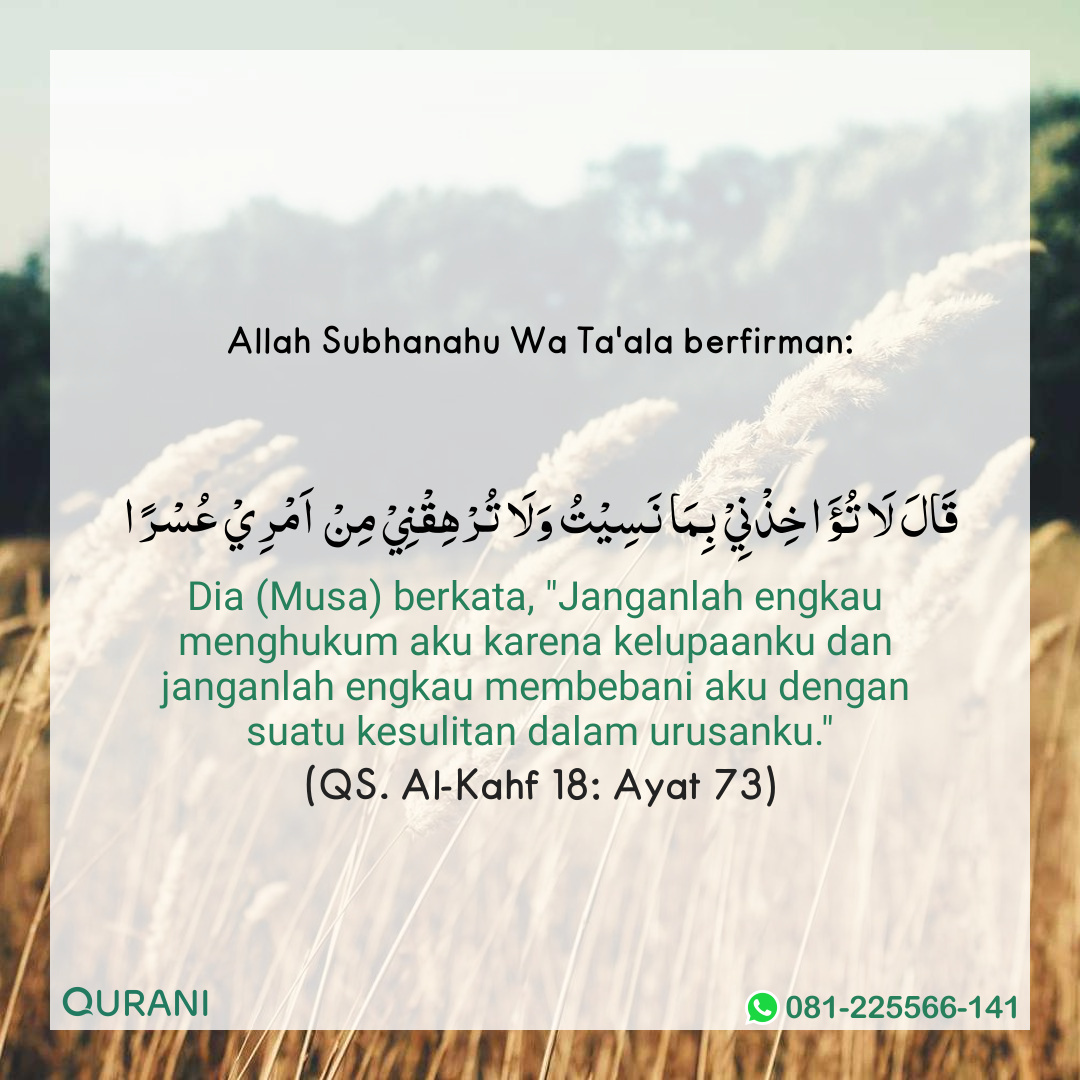 Allah Subhanahu Wa Ta'ala berfirman:
قَالَ لَا تُؤَاخِذْنِيْ بِمَا نَسِيْتُ وَلَا تُرْهِقْنِيْ مِنْ اَمْرِيْ عُسْرًا
Dia (Musa) berkata, "Janganlah engkau
menghukum aku karena kelupaanku dan
janganlah engkau membebani aku dengan
suatu kesulitan dalam urusanku."
(QS. Al-Kahf 18: Ayat 73)
QURANI
081-225566-141